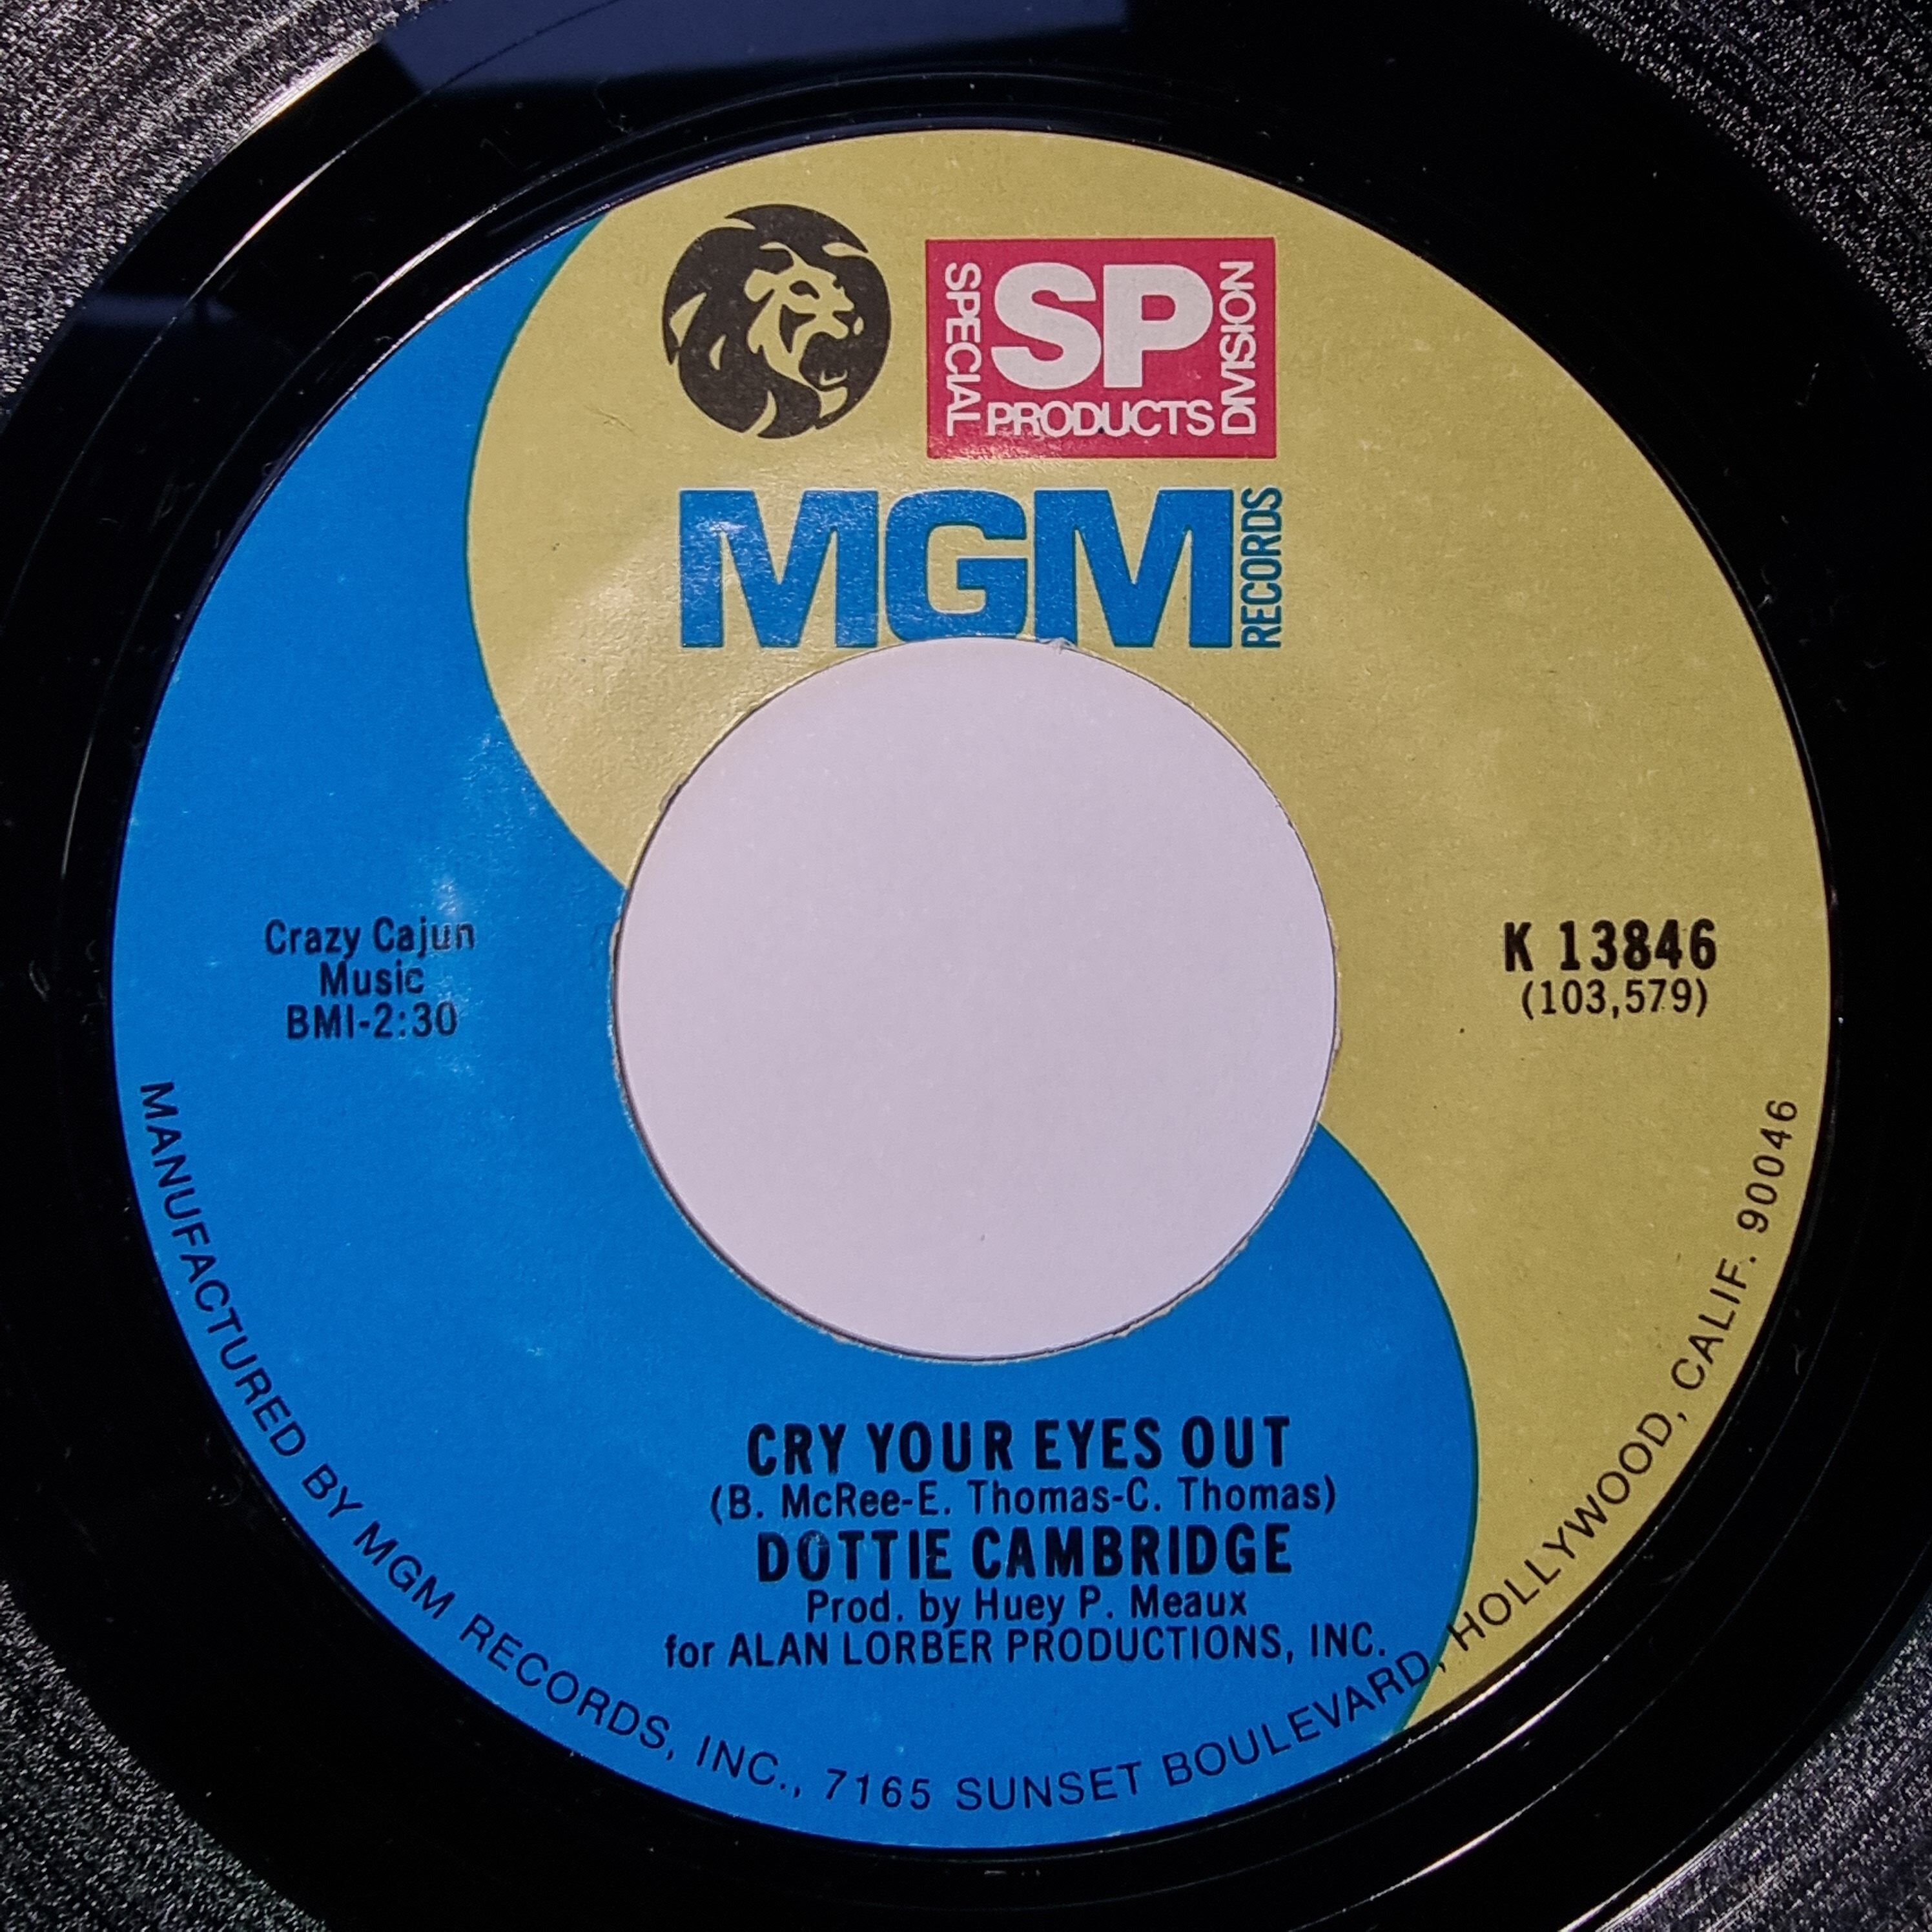 SPECIAL
SP
PRODUCTS
DIVISION
MGM
RECORDS
Crazy Cajun
Music
BMI-2:30
K 13846
(103,579)
CRY YOUR EYES OUT
(B. McRee-E. Thomas-C. Thomas)
DOTTIE CAMBRIDGE
Prod. by Huey P. Meaux
for ALAN LORBER PRODUCTIONS, INC.
MANUFACTURED BY MGM RECORDS, INC., 7165 SUNSET BOULEVARD, HOLLYWOOD, CALIF. 90046